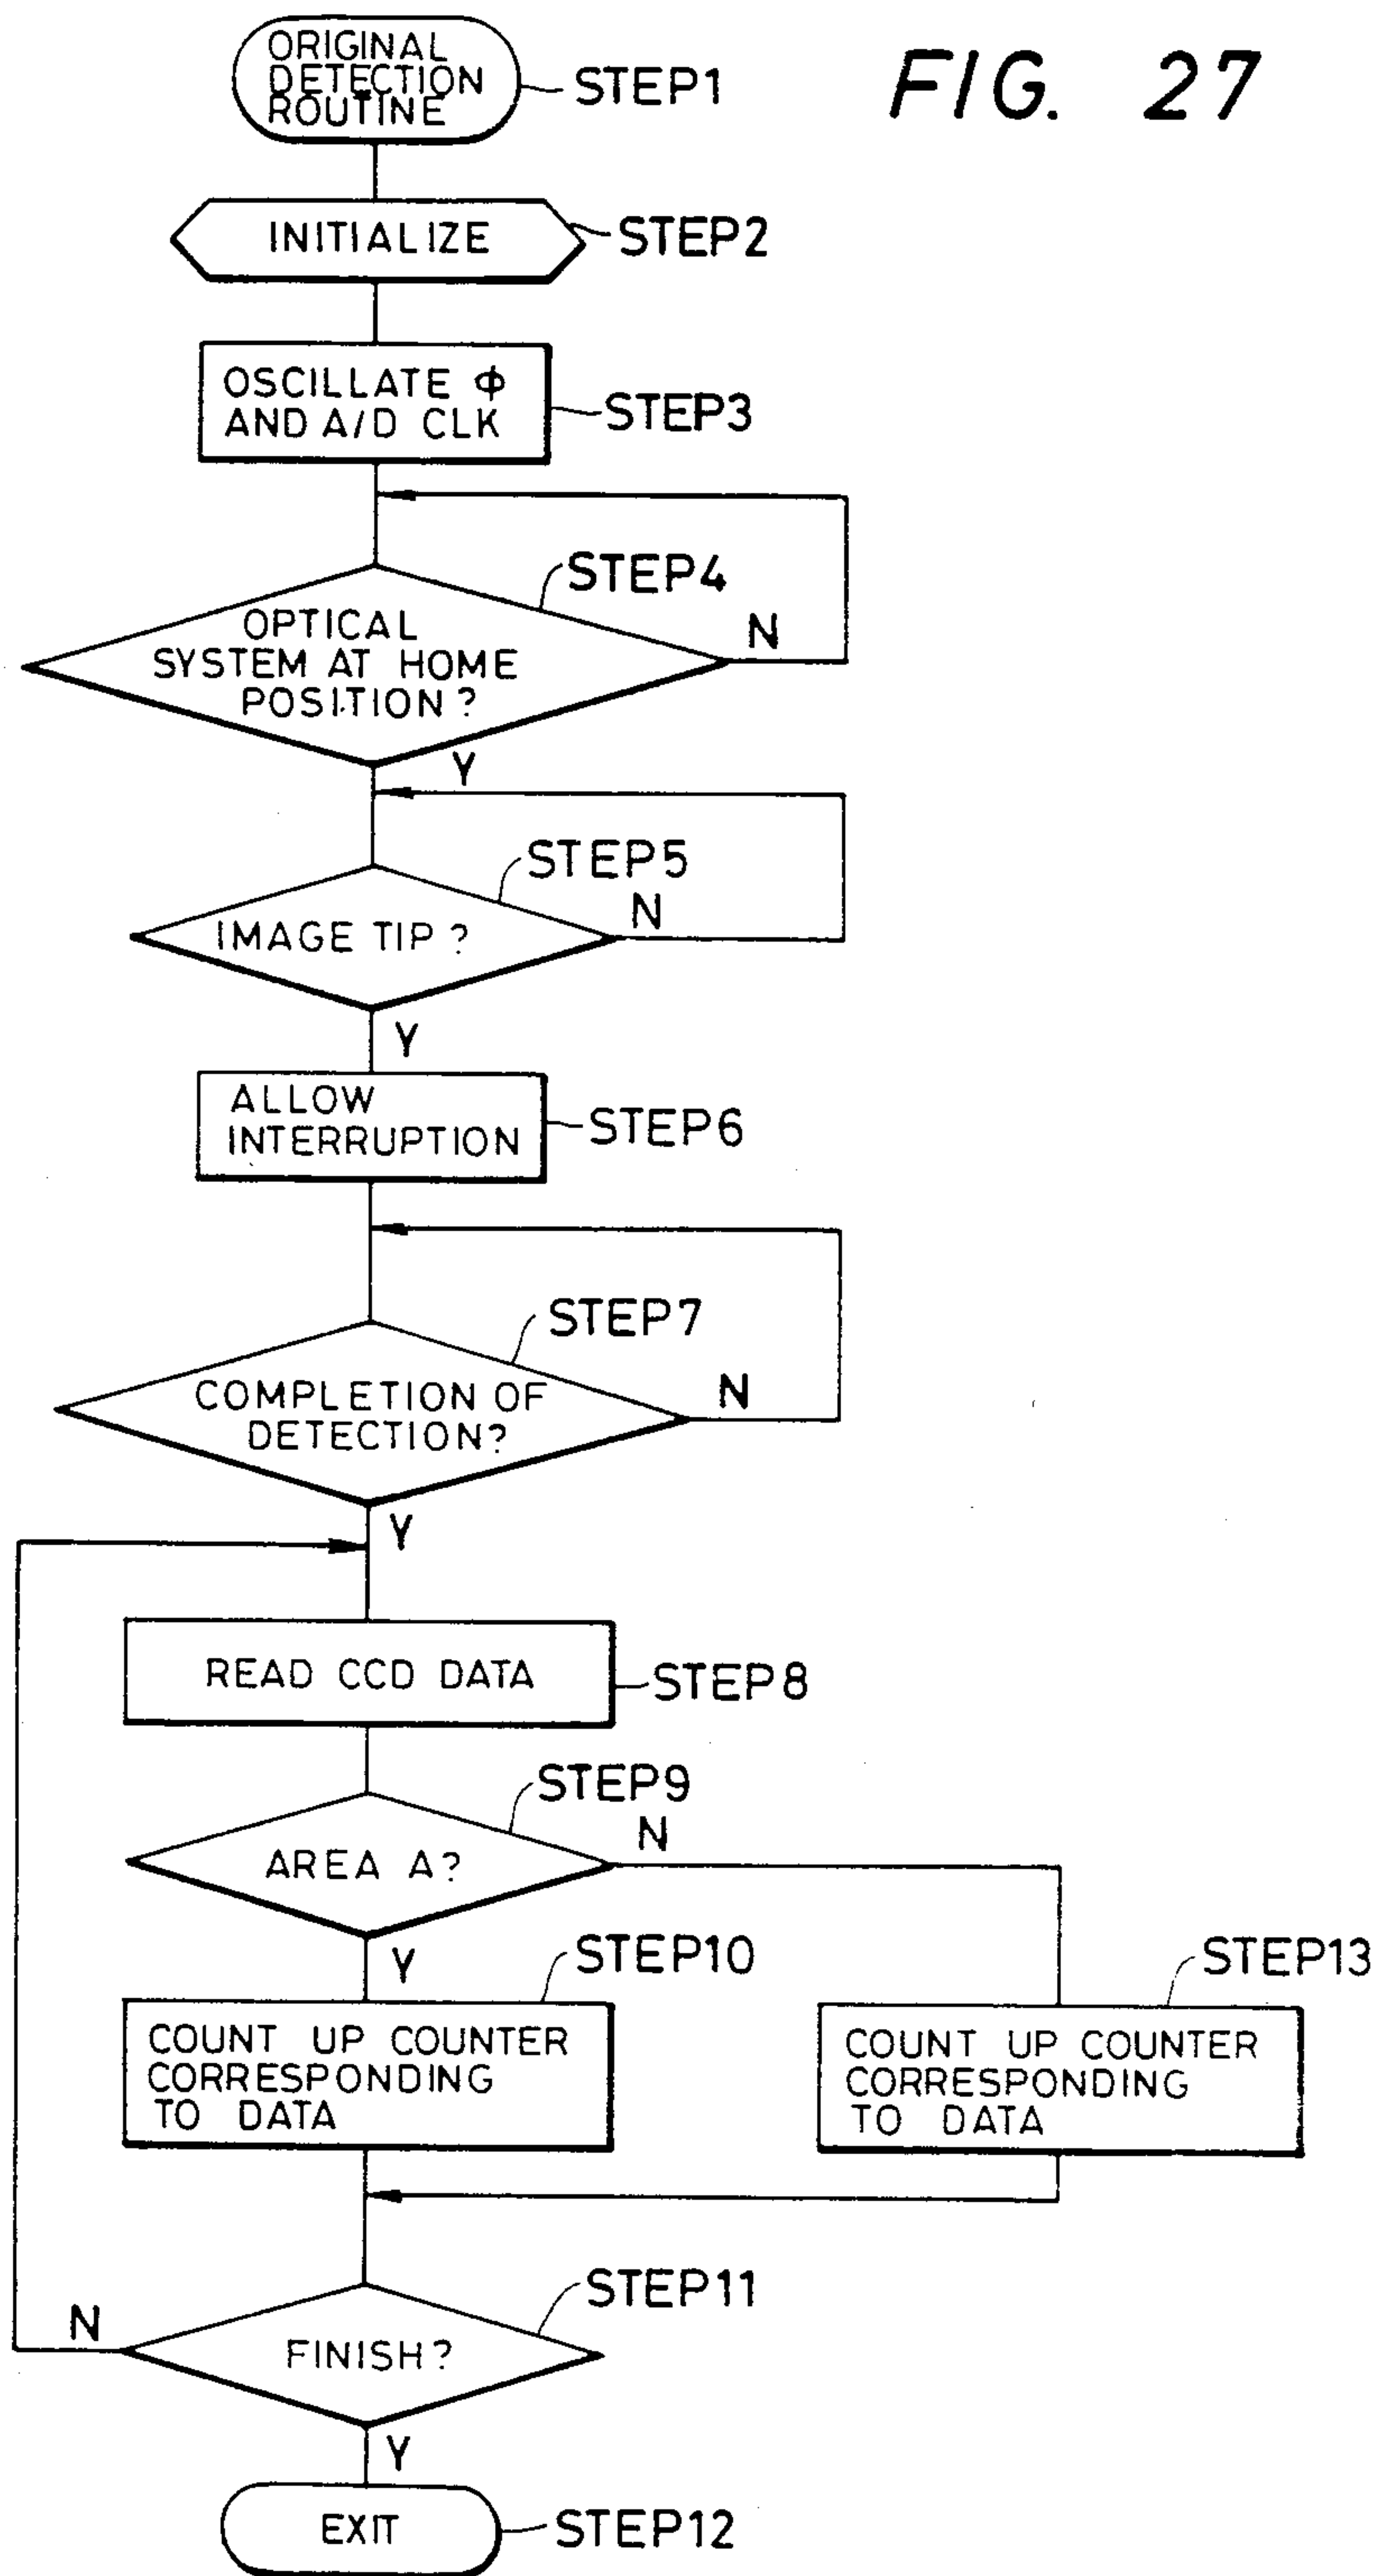 FIG. 27
ORIGINAL
DETECTION
ROUTINE
STEP1
INITIALIZE
STEP2
OSCILLATE Φ
AND A/D CLK
STEP3
STEP4
OPTICAL
SYSTEM AT HOME
POSITION?
N
Y
STEP5
IMAGE TIP?
N
Y
ALLOW
INTERRUPTION
STEP6
STEP7
COMPLETION OF
DETECTION?
N
Y
READ CCD DATA
STEP8
STEP9
AREA A?
N
Y
STEP10
COUNT UP COUNTER
CORRESPONDING
TO DATA
STEP13
COUNT UP COUNTER
CORRESPONDING
TO DATA
STEP11
FINISH?
N
Y
EXIT
STEP12